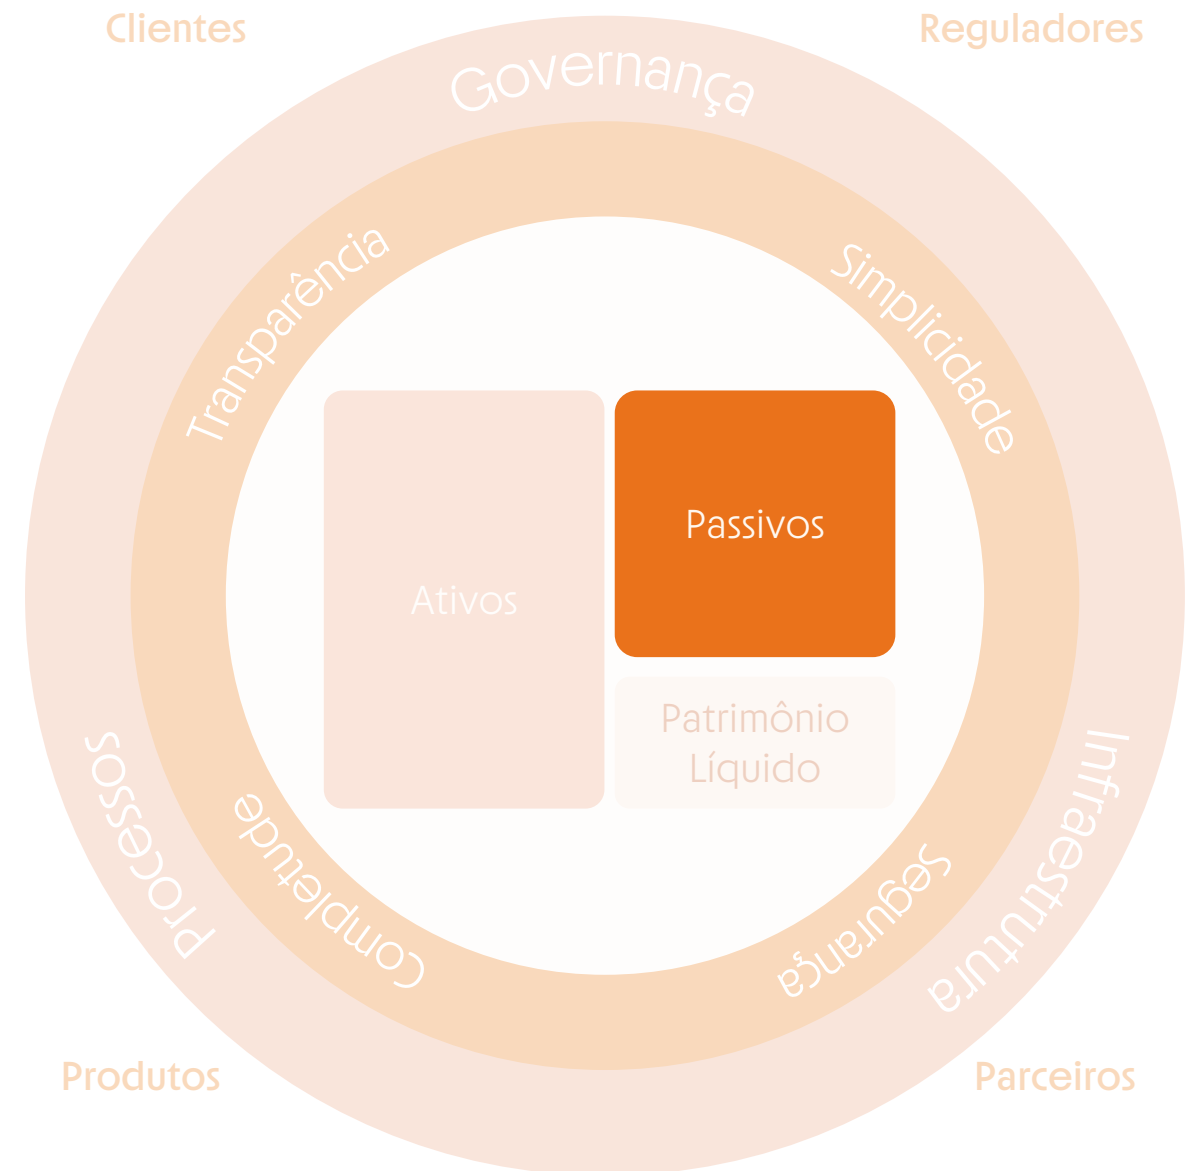 Clientes
Reguladores
Governança
Transparência
Simplicidade
Passivos
Ativos
Patrimônio
Líquido
Processos
Completude
Segurança
Infraestrutura
Produtos
Parceiros